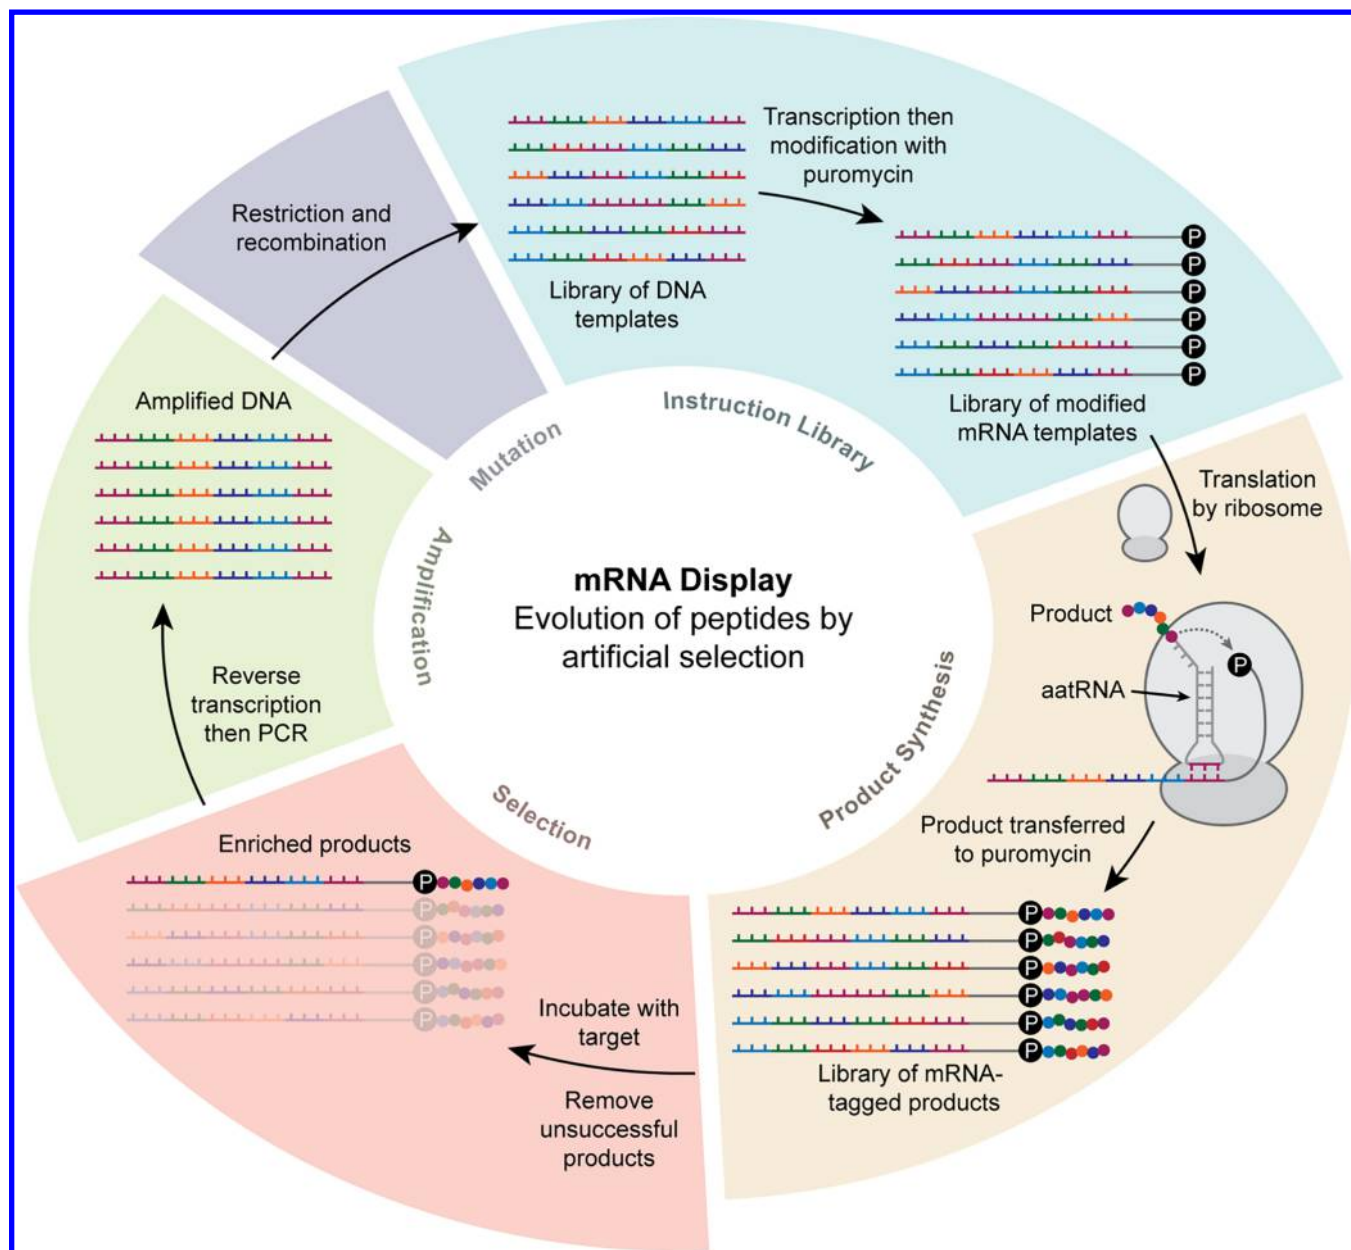 mRNA Display
Evolution of peptides by
artificial selection
Instruction Library
Library of DNA
templates
Transcription then
modification with
puromycin
P
P
P
P
P
P
Library of modified
mRNA templates
Product Synthesis
Translation
by ribosome
Product
P
aatRNA
Product transferred
to puromycin
P
P
P
P
P
P
Library of mRNA-
tagged products
Selection
Incubate with
target
Remove
unsuccessful
products
Enriched products
P
P
P
P
P
P
Amplification
Reverse
transcription
then PCR
Amplified DNA
Mutation
Restriction and
recombination